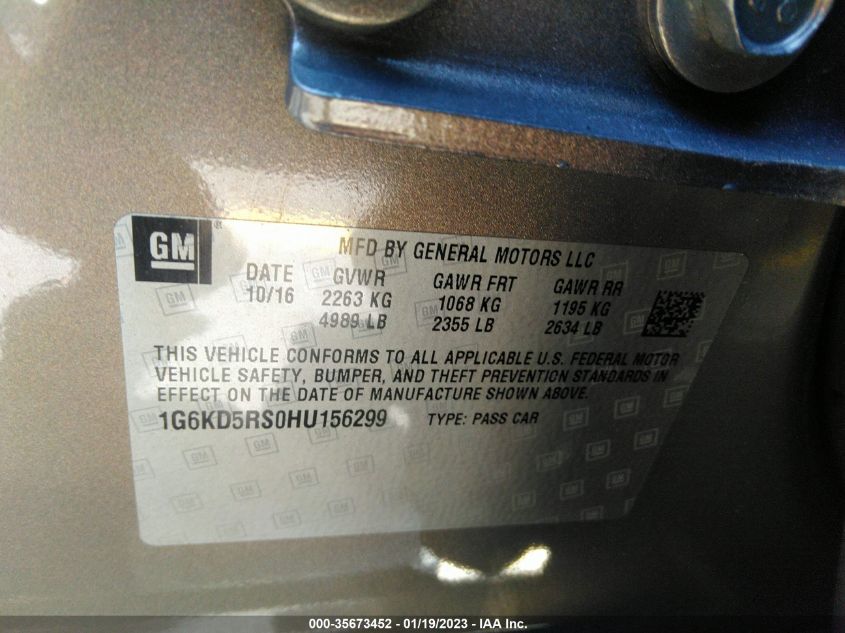 GM ®
MFD BY GENERAL MOTORS LLC
DATE GVWR GAWR FRT GAWR RR
10/16 2263 KG 1068 KG 1195 KG
4989 LB 2355 LB 2634 LB
THIS VEHICLE CONFORMS TO ALL APPLICABLE U.S. FEDERAL MOTOR
VEHICLE SAFETY, BUMPER, AND THEFT PREVENTION STANDARDS IN
EFFECT ON THE DATE OF MANUFACTURE SHOWN ABOVE.
1G6KD5RS0HU156299 TYPE: PASS CAR
000-35673452 - 01/19/2023 - IAA Inc.